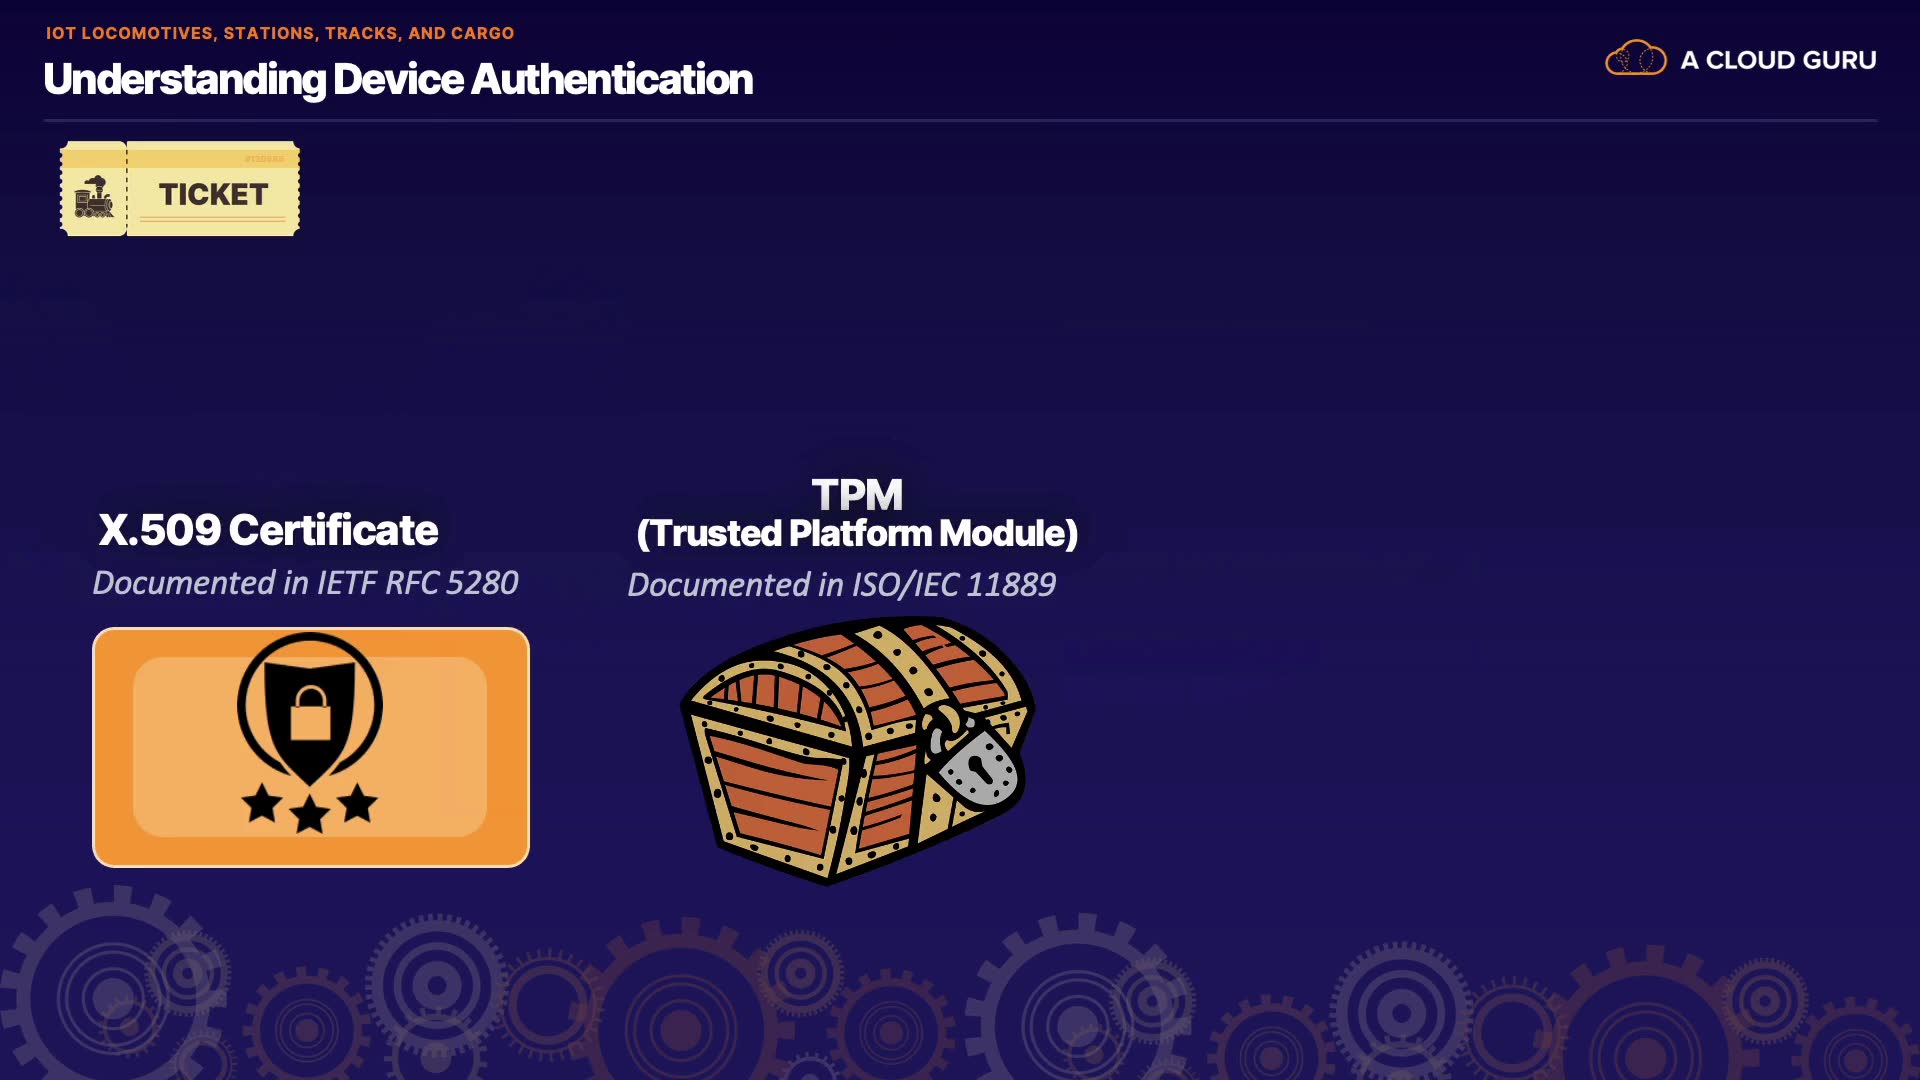 IOT LOCOMOTIVES, STATIONS, TRACKS, AND CARGO
Understanding Device Authentication
A CLOUD GURU
TICKET
X.509 Certificate
Documented in IETF RFC 5280
TPM
(Trusted Platform Module)
Documented in ISO/IEC 11889